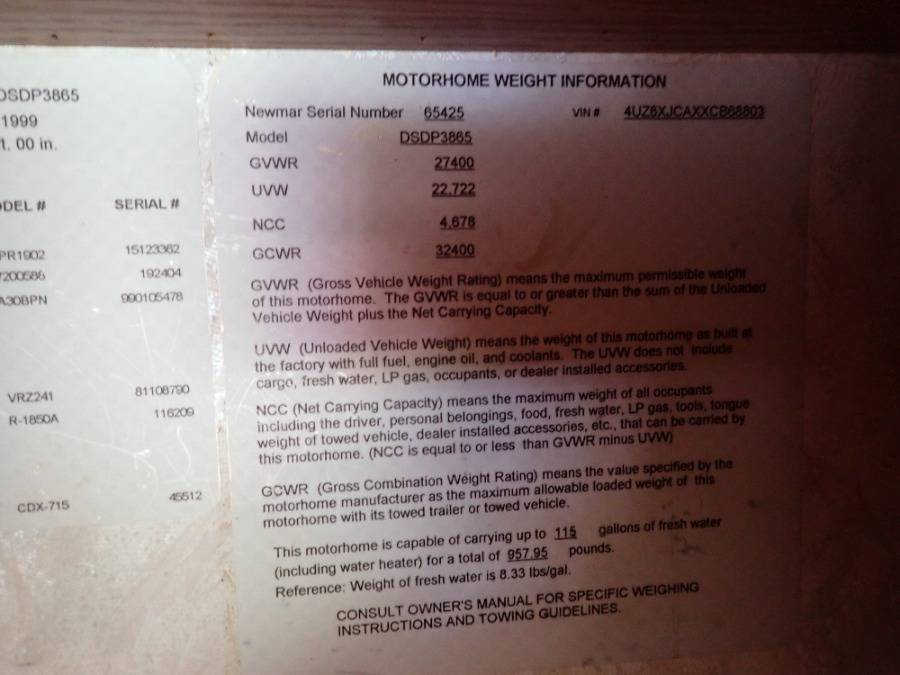 DSDP3865
1999
t. 00 in.
DEL # SERIAL #
PR1902 15123362
7200586 192404
A30BPN 990105478
VRZ241 81108790
R-1850A 116209
CDX-715 45512
MOTORHOME WEIGHT INFORMATION
Newmar Serial Number 65425 VIN # 4UZ6XJCAXXCB68803
Model DSDP3865
GVWR 27400
UVW 22,722
NCC 4,678
GCWR 32400
GVWR (Gross Vehicle Weight Rating) means the maximum permissible weight
of this motorhome. The GVWR is equal to or greater than the sum of the Unloaded
Vehicle Weight plus the Net Carrying Capacity.
UVW (Unloaded Vehicle Weight) means the weight of this motorhome as built at
the factory with full fuel, engine oil, and coolants. The UVW does not include
cargo, fresh water, LP gas, occupants, or dealer installed accessories.
NCC (Net Carrying Capacity) means the maximum weight of all occupants
including the driver, personal belongings, food, fresh water, LP gas, tools, tongue
weight of towed vehicle, dealer installed accessories, etc., that can be carried by
this motorhome. (NCC is equal to or less than GVWR minus UVW)
GCWR (Gross Combination Weight Rating) means the value specified by the
motorhome manufacturer as the maximum allowable loaded weight of this
motorhome with its towed trailer or towed vehicle.
This motorhome is capable of carrying up to 115 gallons of fresh water
(including water heater) for a total of 957.95 pounds.
Reference: Weight of fresh water is 8.33 lbs/gal.
CONSULT OWNER'S MANUAL FOR SPECIFIC WEIGHING
INSTRUCTIONS AND TOWING GUIDELINES.